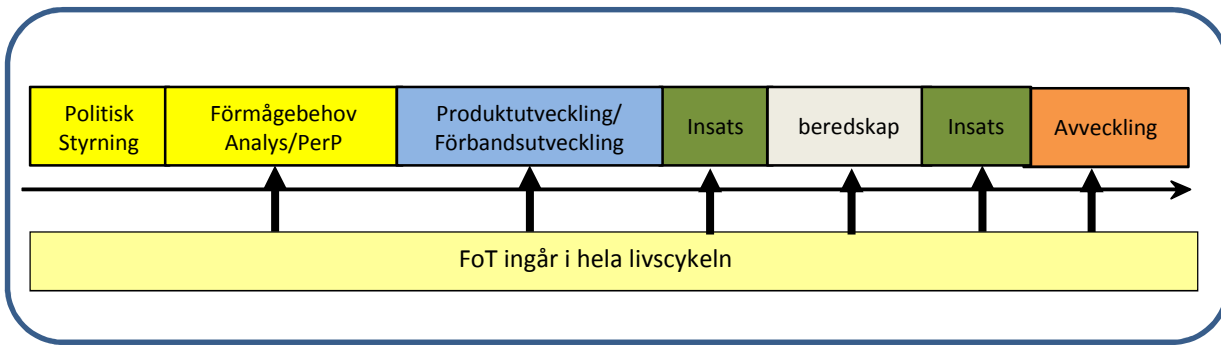 Politisk
Styrning
Förmågebehov
Analys/PerP
Produktutveckling/
Förbandsutveckling
Insats
beredskap
Insats
Avveckling
FoT ingår i hela livscykeln